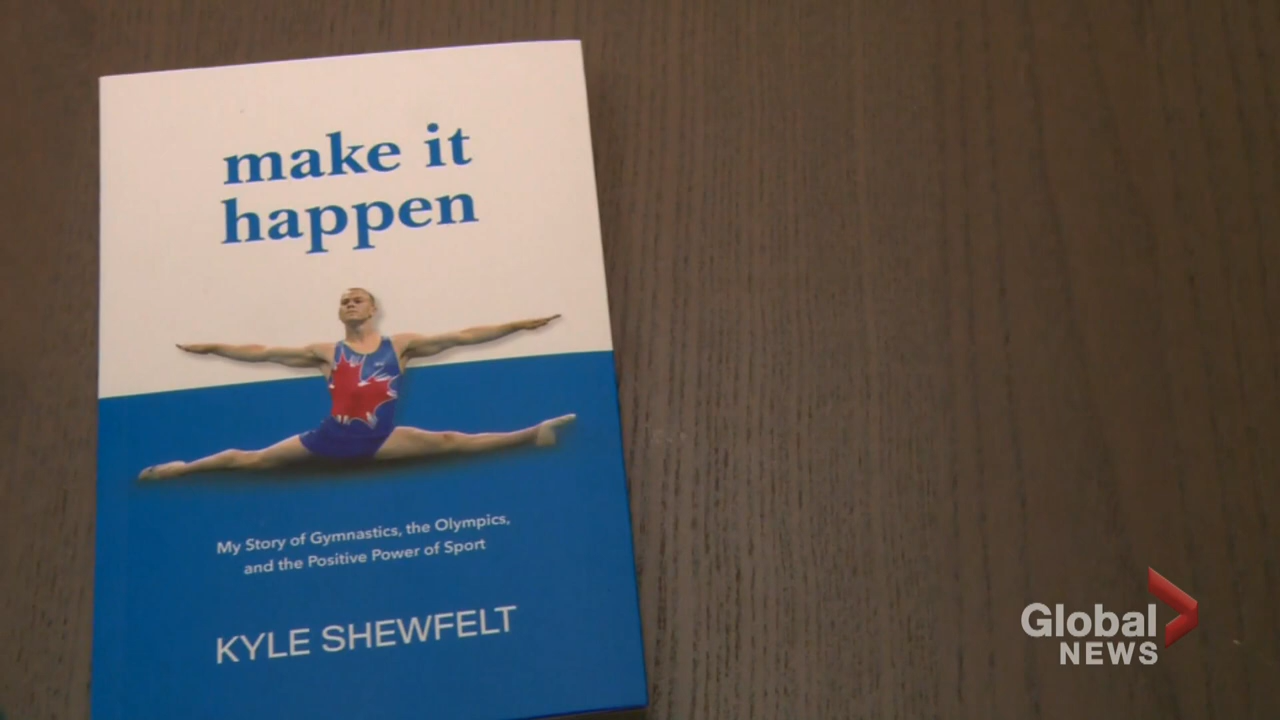 make it
happen
My Story of Gymnastics, the Olympics,
and the Positive Power of Sport
KYLE SHEWFELT
Global
NEWS